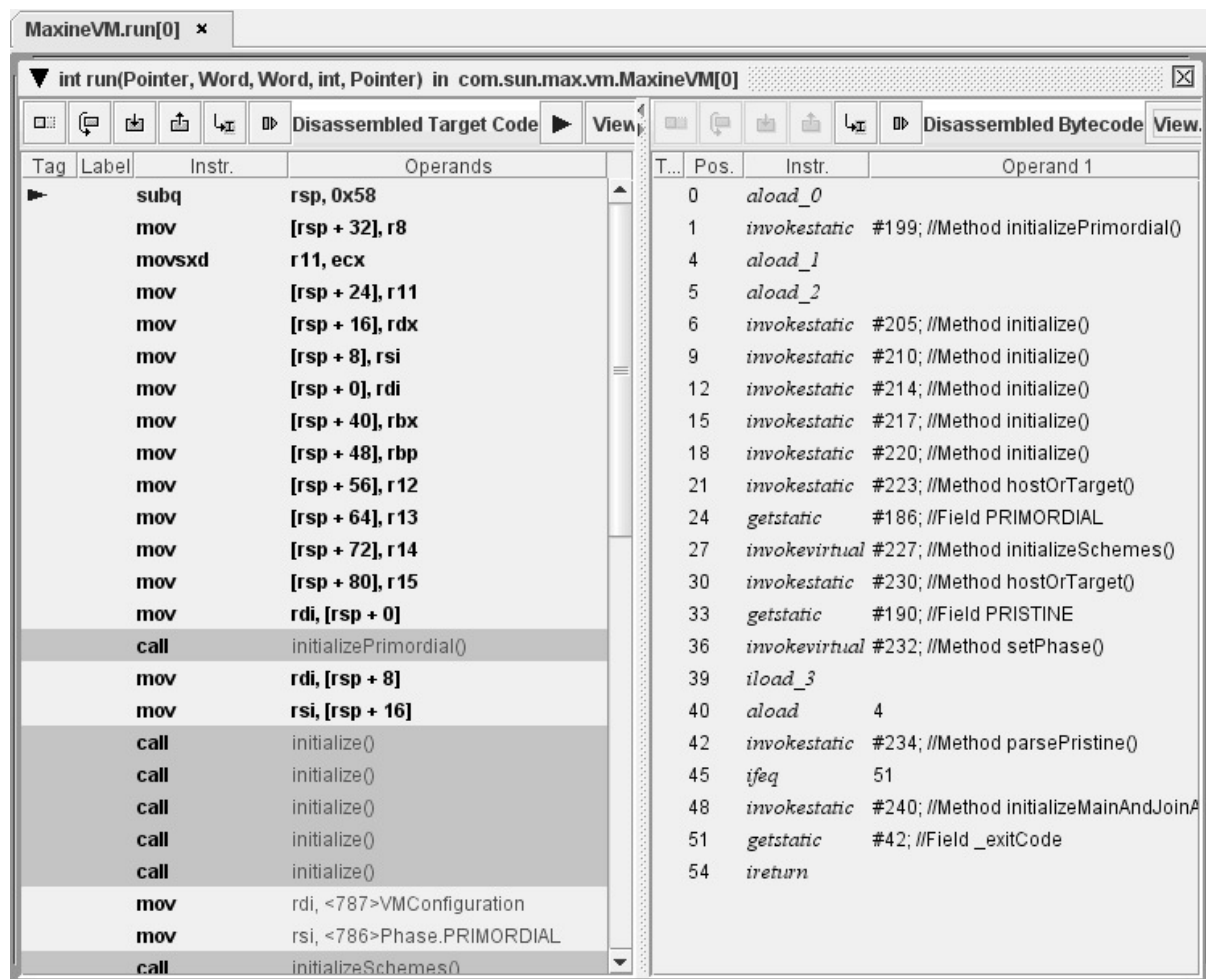 MaxineVM.run[0] ×
int run(Pointer, Word, Word, int, Pointer) in com.sun.max.vm.MaxineVM[0]
Disassembled Target Code View
Tag Label Instr. Operands
subq rsp, 0x58
mov [rsp + 32], r8
movsxd r11, ecx
mov [rsp + 24], r11
mov [rsp + 16], rdx
mov [rsp + 8], rsi
mov [rsp + 0], rdi
mov [rsp + 40], rbx
mov [rsp + 48], rbp
mov [rsp + 56], r12
mov [rsp + 64], r13
mov [rsp + 72], r14
mov [rsp + 80], r15
mov rdi, [rsp + 0]
call initializePrimordial()
mov rdi, [rsp + 8]
mov rsi, [rsp + 16]
call initialize()
call initialize()
call initialize()
call initialize()
call initialize()
mov rdi, <787>VMConfiguration
mov rsi, <786>Phase.PRIMORDIAL
call initializeSchemes()
Disassembled Bytecode View.
T... Pos. Instr. Operand 1
0 aload_0
1 invokestatic #199; //Method initializePrimordial()
4 aload_1
5 aload_2
6 invokestatic #205; //Method initialize()
9 invokestatic #210; //Method initialize()
12 invokestatic #214; //Method initialize()
15 invokestatic #217; //Method initialize()
18 invokestatic #220; //Method initialize()
21 invokestatic #223; //Method hostOrTarget()
24 getstatic #186; //Field PRIMORDIAL
27 invokevirtual #227; //Method initializeSchemes()
30 invokestatic #230; //Method hostOrTarget()
33 getstatic #190; //Field PRISTINE
36 invokevirtual #232; //Method setPhase()
39 iload_3
40 aload 4
42 invokestatic #234; //Method parsePristine()
45 ifeq 51
48 invokestatic #240; //Method initializeMainAndJoinA
51 getstatic #42; //Field _exitCode
54 ireturn